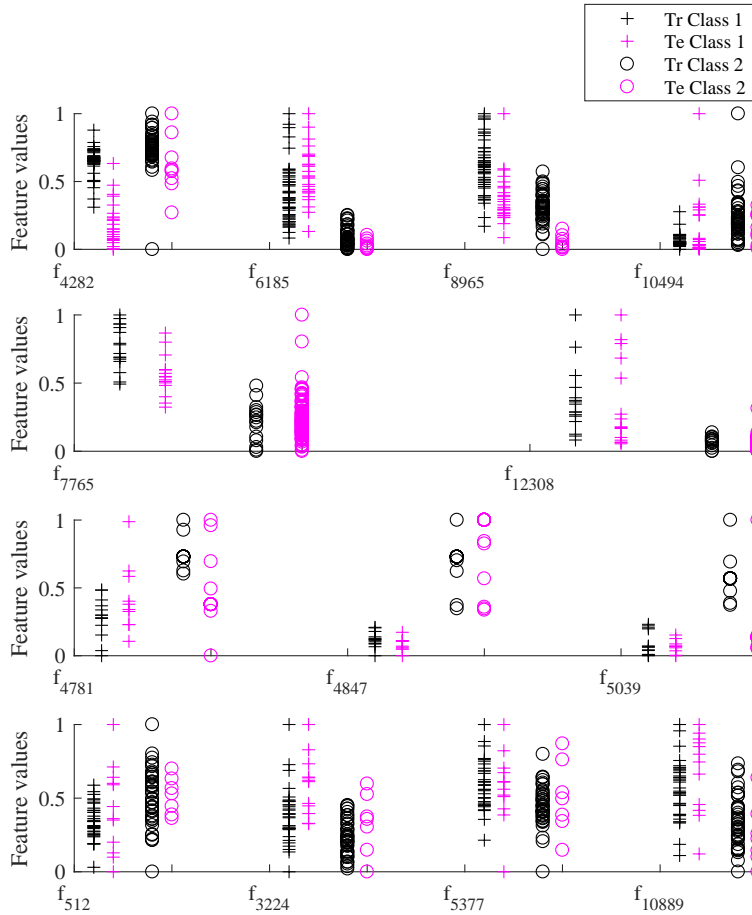 Tr Class 1
Te Class 1
Tr Class 2
Te Class 2
1
0.5
0
Feature values
f4282 f6185 f8965 f10494
1
0.5
0
Feature values
f7765 f12308
1
0.5
0
Feature values
f4781 f4847 f5039
1
0.5
0
Feature values
f512 f3224 f5377 f10889